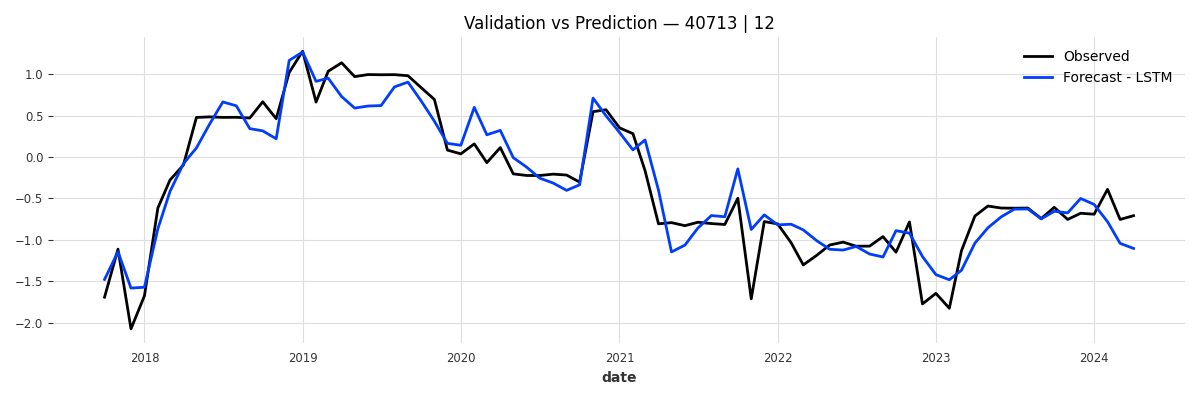 Validation vs Prediction — 40713 | 12
Observed
Forecast - LSTM
1.0
0.5
0.0
−0.5
−1.0
−1.5
−2.0
2018 2019 2020 2021 2022 2023 2024
date